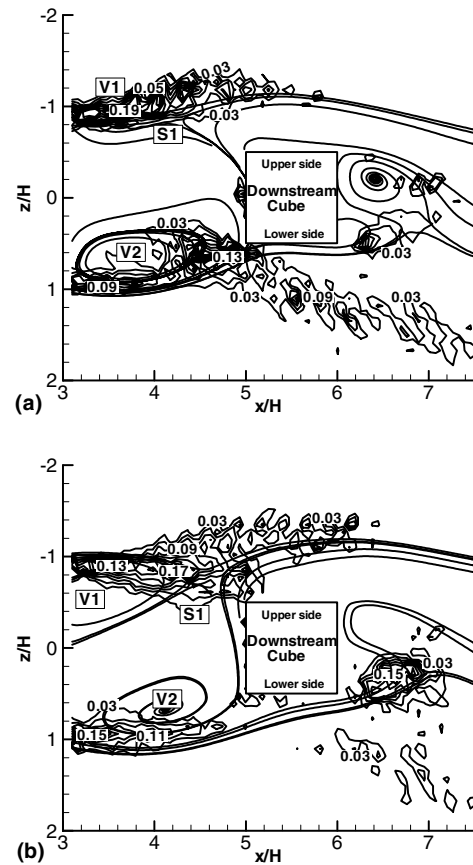 -2
V1
0.05
-0.03
-1
0.19
-0.03
S1
Upper side
z/H
0
Downstream
Cube
0.03
Lower side
V2
0.13
0.03
0.09
0.03
0.09
0.03
1
2
3
4
5
6
7
(a)
x/H
-2
0.03
0.03
0.09
-1
0.13
0.17
V1
S1
Upper side
z/H
0
Downstream
Cube
V2
Lower side
0.03
0.03
0.15
0.15
0.11
1
0.03
2
3
4
5
6
7
(b)
x/H